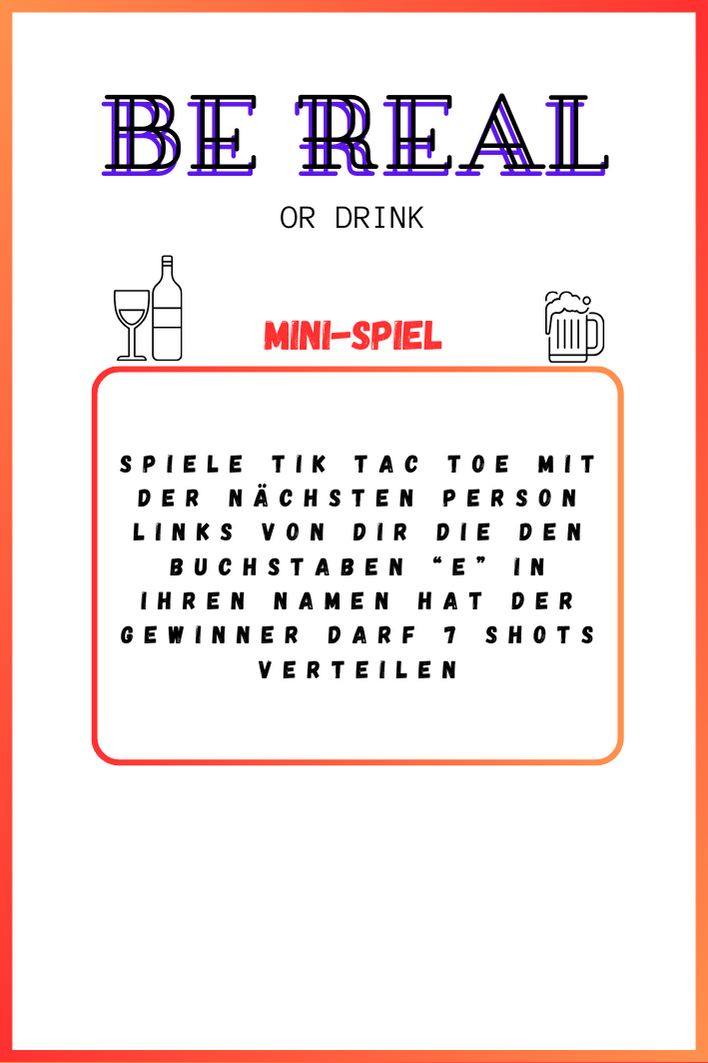 BE REAL
OR DRINK
MINI-SPIEL
SPIELE TIK TAC TOE MIT
DER NÄCHSTEN PERSON
LINKS VON DIR DIE DEN
BUCHSTABEN “E” IN
IHREN NAMEN HAT DER
GEWINNER DARF 7 SHOTS
VERTEILEN